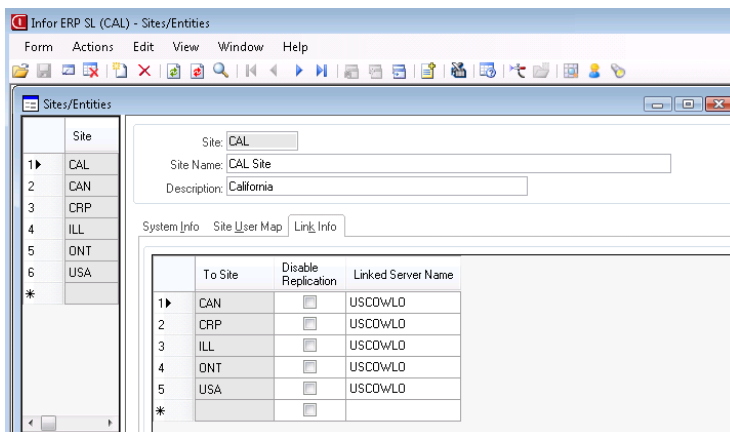 Infor ERP SL (CAL) - Sites/Entities
Form Actions Edit View Window Help
Sites/Entities
Site
1 CAL
2 CAN
3 CRP
4 ILL
5 ONT
6 USA
*
Site: CAL
Site Name: CAL Site
Description: California
System Info Site User Map Link Info
To Site Disable Replication Linked Server Name
1 CAN USCOWLO
2 CRP USCOWLO
3 ILL USCOWLO
4 ONT USCOWLO
5 USA USCOWLO
*